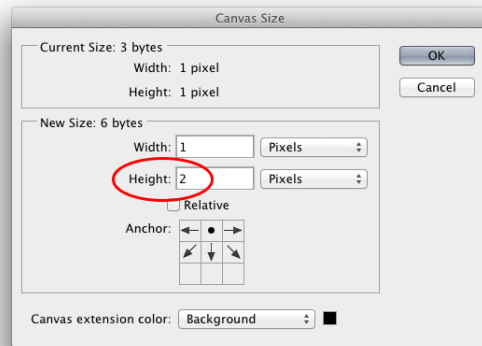 Canvas Size
Current Size: 3 bytes
Width: 1 pixel
Height: 1 pixel
OK
Cancel
New Size: 6 bytes
Width: 1 Pixels
Height: 2 Pixels
Relative
Anchor:
Canvas extension color: Background